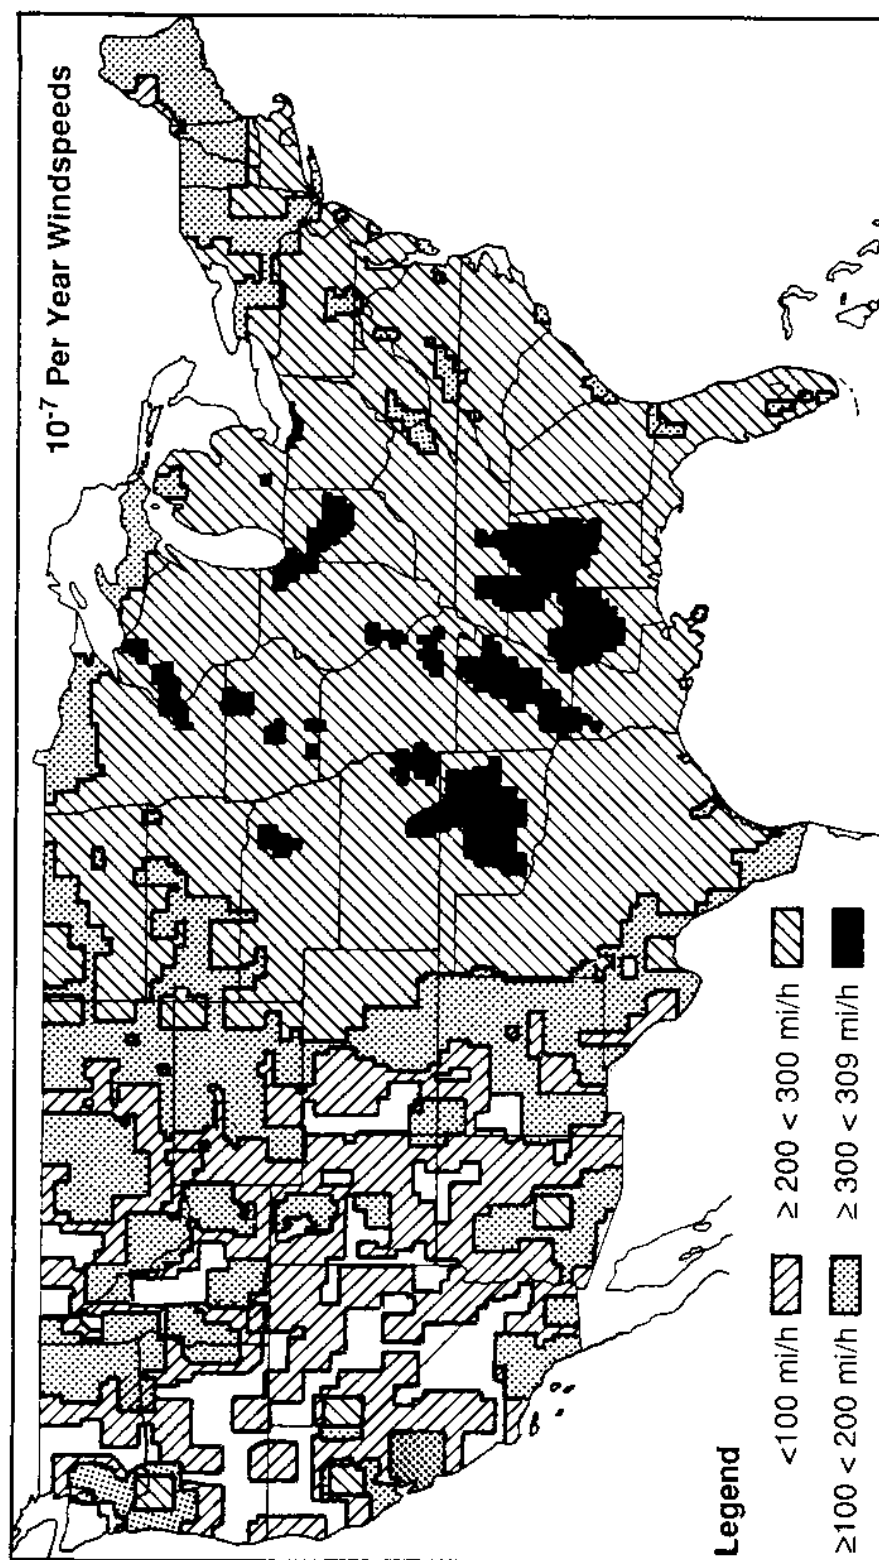 10⁻⁷ Per Year Windspeeds
Legend
<100 mi/h
≥100 < 200 mi/h
≥ 200 < 300 mi/h
≥ 300 < 309 mi/h